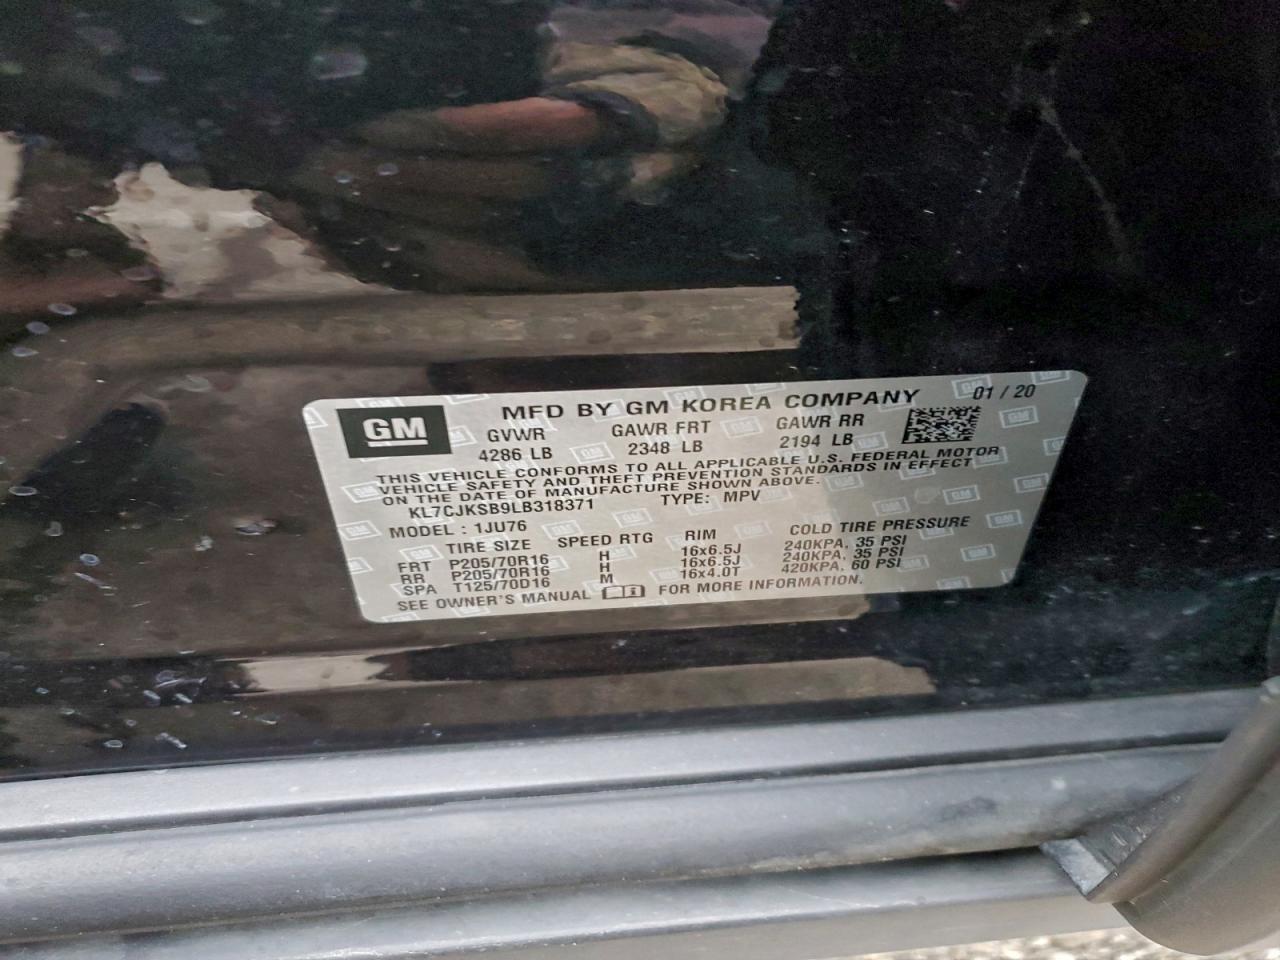 GM
MFD BY GM KOREA COMPANY 01 / 20
GVWR GAWR FRT GAWR RR
4286 LB 2348 LB 2194 LB
THIS VEHICLE CONFORMS TO ALL APPLICABLE U.S. FEDERAL MOTOR
VEHICLE SAFETY AND THEFT PREVENTION STANDARDS IN EFFECT
ON THE DATE OF MANUFACTURE SHOWN ABOVE.
KL7CJKSB9LB318371 TYPE: MPV
MODEL : 1JU76
TIRE SIZE SPEED RTG RIM COLD TIRE PRESSURE
FRT P205/70R16 H 16x6.5J 240KPA, 35 PSI
RR P205/70R16 H 16x6.5J 240KPA, 35 PSI
SPA T125/70D16 M 16x4.0T 420KPA, 60 PSI
SEE OWNER'S MANUAL FOR MORE INFORMATION.